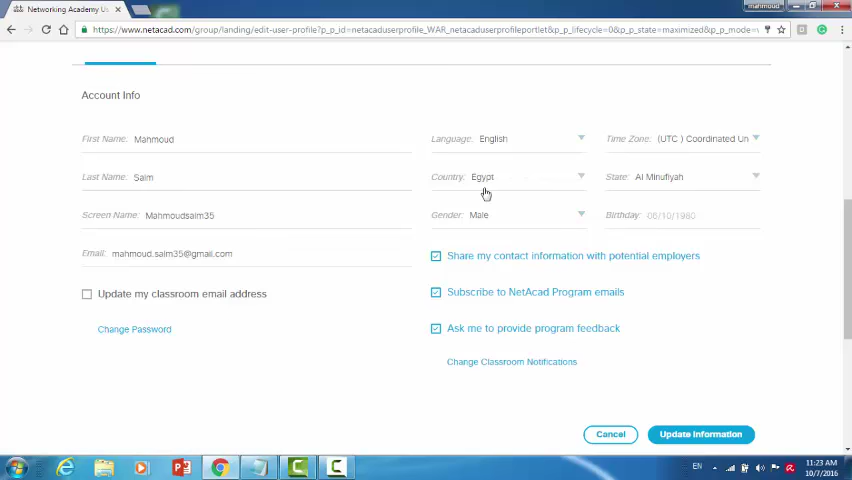 Networking Academy Us
mahmoud
https://www.netacad.com/group/landing/edit-user-profile?p_p_id=netacaduserprofile_WAR_netacaduserprofileportlet&p_p_lifecycle=0&p_p_state=maximized&p_p_mode=
Account Info
First Name: Mahmoud
Language: English
Time Zone: (UTC ) Coordinated Un
Last Name: Salm
Country: Egypt
State: Al Minufiyah
Screen Name: Mahmoudsalm35
Gender: Male
Birthday: 06/10/1980
Email: mahmoud.salm35@gmail.com
Share my contact information with potential employers
Update my classroom email address
Subscribe to NetAcad Program emails
Change Password
Ask me to provide program feedback
Change Classroom Notifications
Cancel
Update Information
EN
11:23 AM
10/7/2016